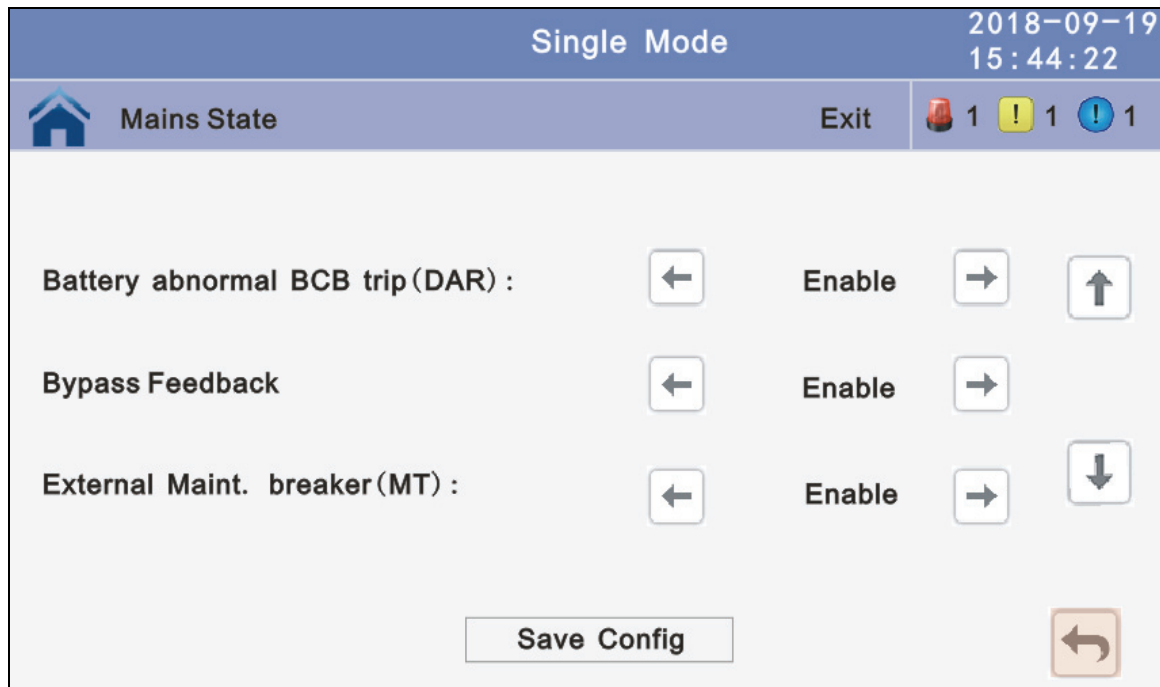 Single Mode
2018-09-19
15:44:22
Mains State
Exit
1 ! 1 ! 1
Battery abnormal BCB trip(DAR):
Enable
Bypass Feedback
Enable
External Maint. breaker(MT):
Enable
Save Config